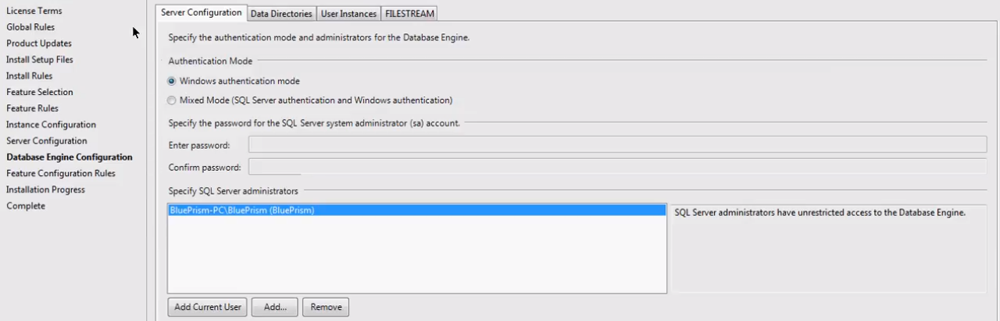 License Terms
Global Rules
Product Updates
Install Setup Files
Install Rules
Feature Selection
Feature Rules
Instance Configuration
Server Configuration
Database Engine Configuration
Feature Configuration Rules
Installation Progress
Complete
Server Configuration Data Directories User Instances FILESTREAM
Specify the authentication mode and administrators for the Database Engine.
Authentication Mode
Windows authentication mode
Mixed Mode (SQL Server authentication and Windows authentication)
Specify the password for the SQL Server system administrator (sa) account.
Enter password:
Confirm password:
Specify SQL Server administrators
BluePrism-PC\BluePrism (BluePrism)
SQL Server administrators have unrestricted access to the Database Engine.
Add Current User Add... Remove